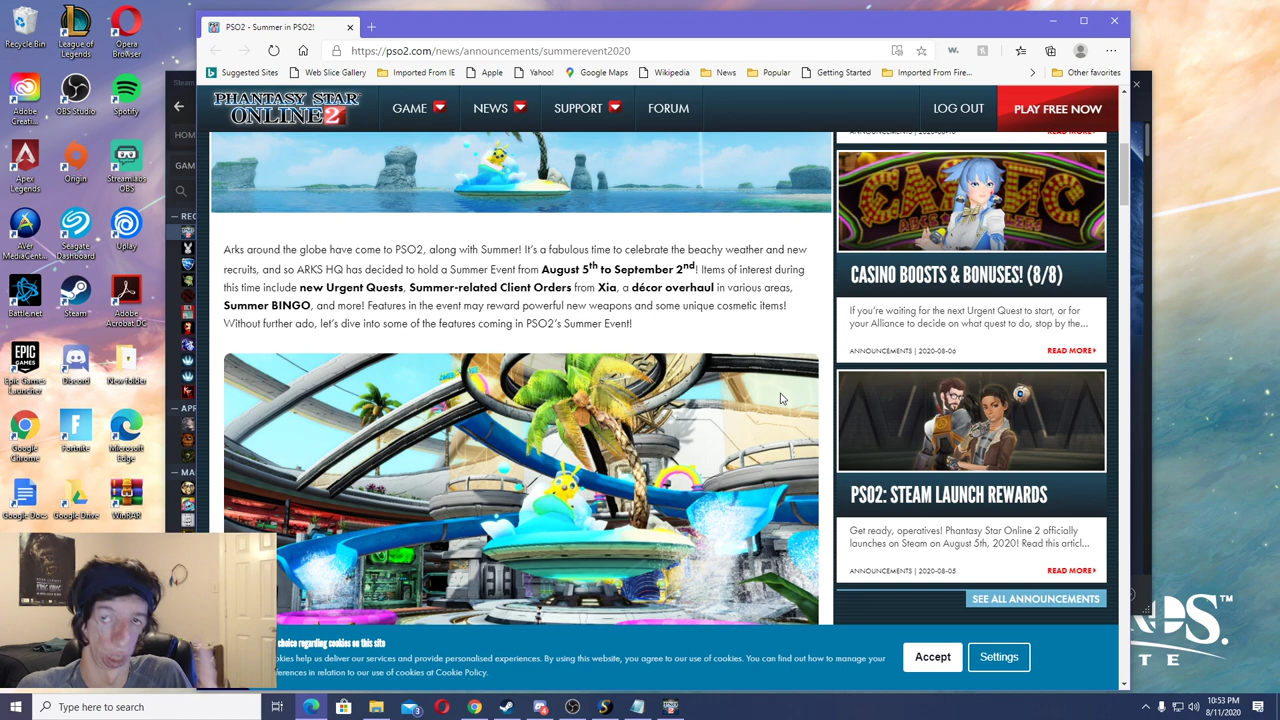 Recycle Bin
League of Legends
Opera Browser
Adobe Creati...
OBS Studio
Spotify
Apex Legends
Origin
Streamlabs OBS
AVer MediaCent...
Seagate Dashboard
Uplay
Battle.net
Steam
Adobe Acrobat DC
Epic Games Launcher
Discord
New folder
Google Chrome
Fortnite
Microsoft Edge
Google Docs
Google Drive
WinRAR
Steam
HOM
GAM
— REC
— APR
— MA
PSO2 - Summer in PSO2!
https://pso2.com/news/announcements/summerevent2020
Suggested Sites
Web Slice Gallery
Imported From IE
Apple
Yahoo!
Google Maps
Wikipedia
News
Popular
Getting Started
Imported From Fire...
Other favorites
PHANTASY STAR
ONLINE 2
GAME
NEWS
SUPPORT
FORUM
LOG OUT
PLAY FREE NOW
Arks around the globe have come to PSO2, along with Summer! It's a fabulous time to celebrate the beachy weather and new
recruits, and so ARKS HQ has decided to hold a Summer Event from August 5th to September 2nd! Items of interest during
this time include new Urgent Quests, Summer-related Client Orders from Xia, a décor overhaul in various areas,
Summer BINGO, and more! Features in the event may reward powerful new weapons and some unique cosmetic items!
Without further ado, let's dive into some of the features coming in PSO2's Summer Event!
CASINO BOOSTS & BONUSES! (8/8)
If you're waiting for the next Urgent Quest to start, or for
your Alliance to decide on what quest to do, stop by the...
ANNOUNCEMENTS | 2020-08-06
READ MORE
PSO2: STEAM LAUNCH REWARDS
Get ready, operatives! Phantasy Star Online 2 officially
launches on Steam on August 5th, 2020! Read this articl...
ANNOUNCEMENTS | 2020-08-05
READ MORE
SEE ALL ANNOUNCEMENTS
choice regarding cookies on this site
okies help us deliver our services and provide personalised experiences. By using this website, you agree to our use of cookies. You can find out how to manage your
ferences in relation to our use of cookies at Cookie Policy.
Accept
Settings
Type here to search
3
4
10:53 PM
8/11/2020